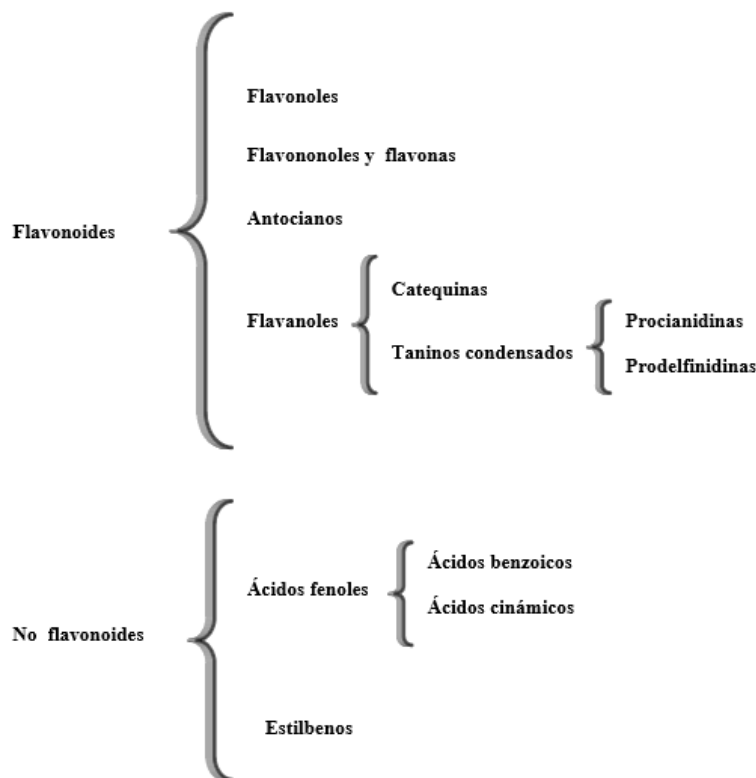 Flavonoles
Flavononoles y flavonas
Flavonoides
Antocianos
Flavanoles
Catequinas
Taninos condensados
Procianidinas
Prodelfinidinas
No flavonoides
Ácidos fenoles
Ácidos benzoicos
Ácidos cinámicos
Estilbenos